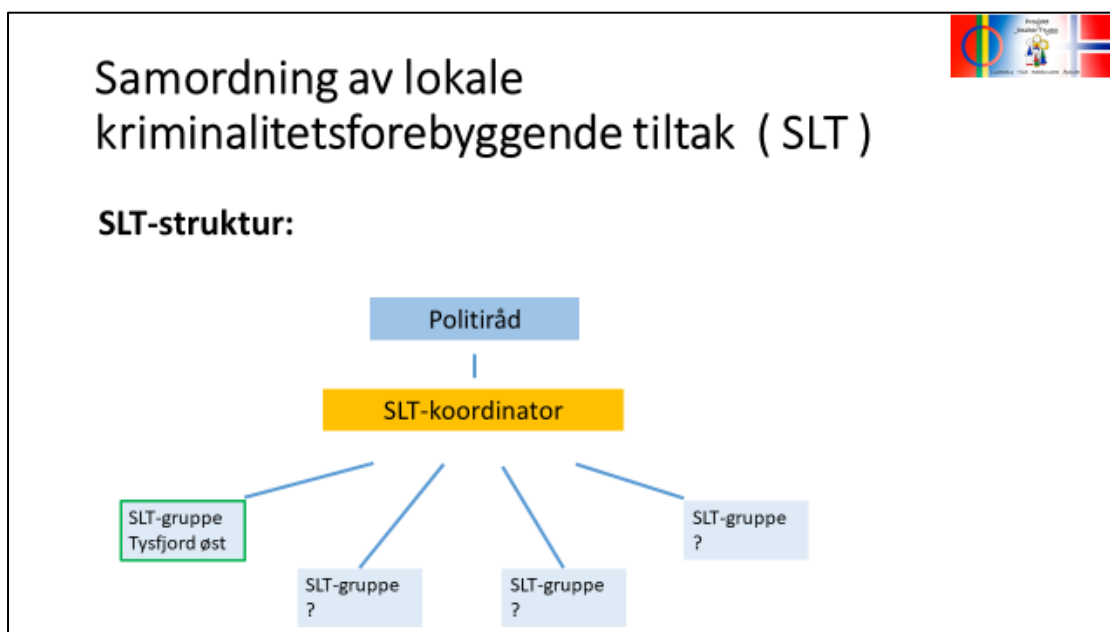 Samordning av lokale
kriminalitetsforebyggende tiltak ( SLT )
SLT-struktur:
Politiråd
SLT-koordinator
SLT-gruppe
Tysfjord øst
SLT-gruppe
?
SLT-gruppe
?
SLT-gruppe
?